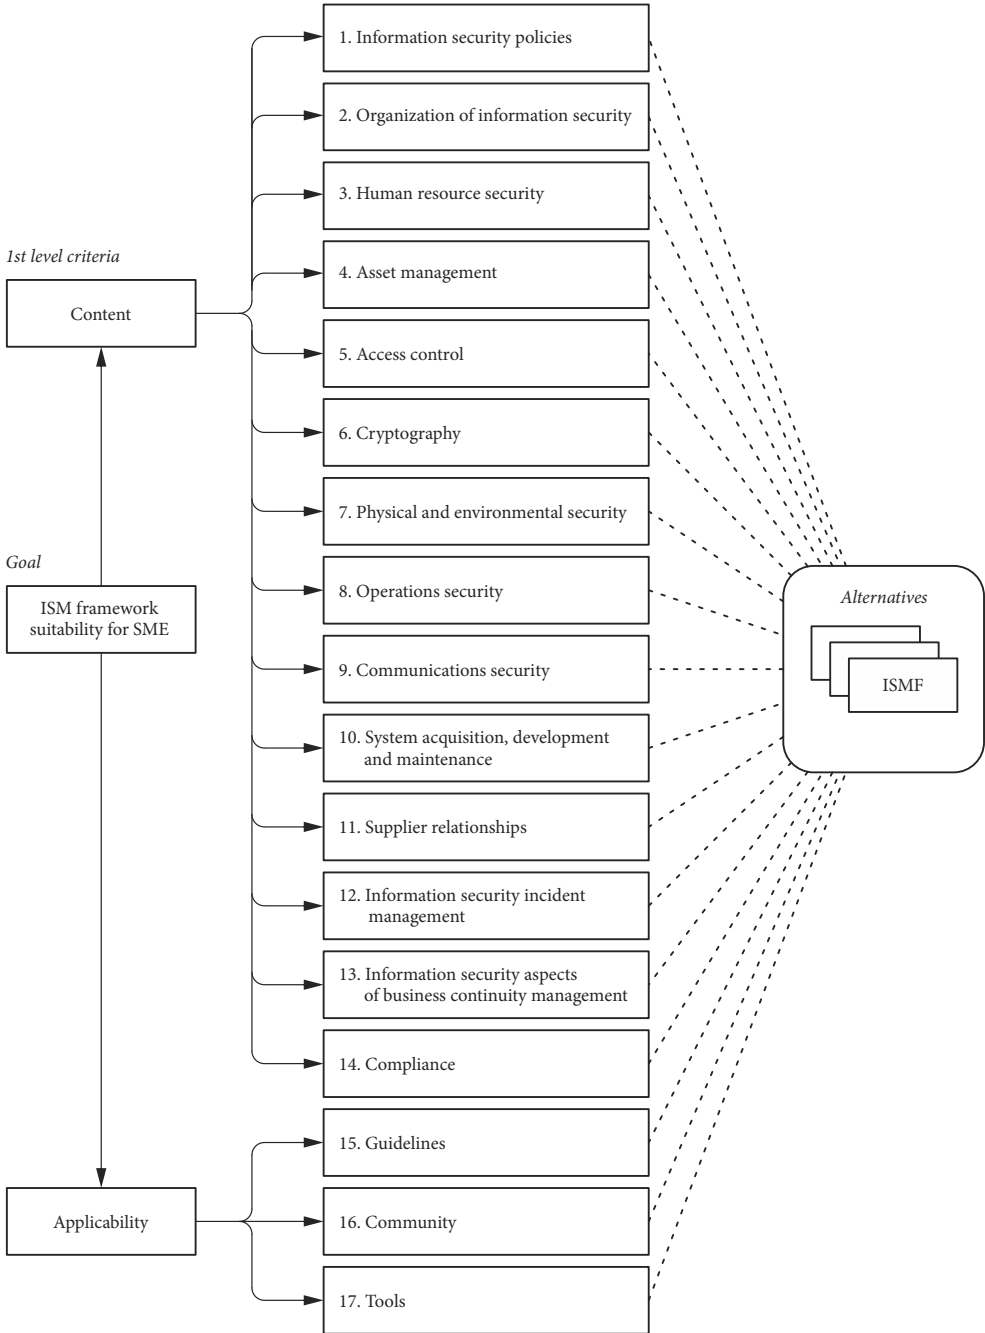 1st level criteria
Content
Goal
ISM framework
suitability for SME
Applicability
1. Information security policies
2. Organization of information security
3. Human resource security
4. Asset management
5. Access control
6. Cryptography
7. Physical and environmental security
8. Operations security
9. Communications security
10. System acquisition, development
and maintenance
11. Supplier relationships
12. Information security incident
management
13. Information security aspects
of business continuity management
14. Compliance
15. Guidelines
16. Community
17. Tools
Alternatives
ISMF